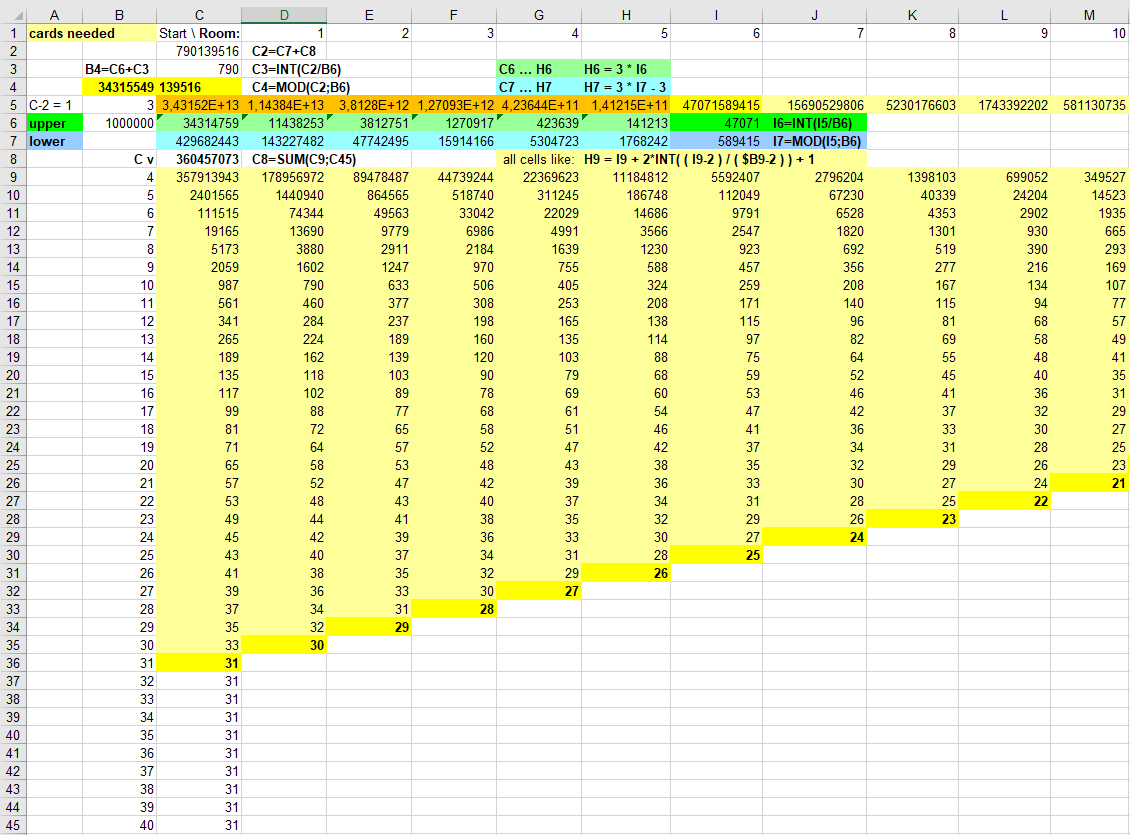 A B C D E F G H I J K L M
1 cards needed Start \ Room: 1 2 3 4 5 6 7 8 9 10
2 790139516 C2=C7+C8
3 B4=C6+C3 790 C3=INT(C2/B6) C6 ... H6 H6 = 3 * I6
4 34315549 139516 C4=MOD(C2;B6) C7 ... H7 H7 = 3 * I7 - 3
5 C-2 = 1 3 3,43152E+13 1,14384E+13 3,8128E+12 1,27093E+12 4,23644E+11 1,41215E+11 47071589415 15690529806 5230176603 1743392202 581130735
6 upper 1000000 34314759 11438253 3812751 1270917 423639 141213 47071 I6=INT(I5/B6)
7 lower 429682443 143227482 47742492 15914166 5304723 1768242 589415 I7=MOD(I5;B6)
8 C v 360457073 C8=SUM(C9;C45) all cells like: H9 = I9 + 2*INT( ( I9-2 ) / ( $B9-2 ) ) + 1
9 4 357913943 178956972 89478487 44739244 22369623 11184812 5592407 2796204 1398103 699052 349527
10 5 2401565 1440940 864565 518740 311245 186748 112049 67230 40339 24204 14523
11 6 111515 74344 49563 33042 22029 14686 9791 6528 4353 2902 1935
12 7 19165 13690 9779 6986 4991 3566 2547 1820 1301 930 665
13 8 5173 3880 2911 2184 1639 1230 923 692 519 390 293
14 9 2059 1602 1247 970 755 588 457 356 277 216 169
15 10 987 790 633 506 405 324 259 208 167 134 107
16 11 561 460 377 308 253 208 171 140 115 94 77
17 12 341 284 237 198 165 138 115 96 81 68 57
18 13 265 224 189 160 135 114 97 82 69 58 49
19 14 189 162 139 120 103 88 75 64 55 48 41
20 15 135 118 103 90 79 68 59 52 45 40 35
21 16 117 102 89 78 69 60 53 46 41 36 31
22 17 99 88 77 68 61 54 47 42 37 32 29
23 18 81 72 65 58 51 46 41 36 33 30 27
24 19 71 64 57 52 47 42 37 34 31 28 25
25 20 65 58 53 48 43 38 35 32 29 26 23
26 21 57 52 47 42 39 36 33 30 27 24 21
27 22 53 48 43 40 37 34 31 28 25 22
28 23 49 44 41 38 35 32 29 26 23
29 24 45 42 39 36 33 30 27 24
30 25 43 40 37 34 31 28 25
31 26 41 38 35 32 29 26
32 27 39 36 33 30 27
33 28 37 34 31 28
34 29 35 32 29
35 30 33 30
36 31 31
37 32 31
38 33 31
39 34 31
40 35 31
41 36 31
42 37 31
43 38 31
44 39 31
45 40 31